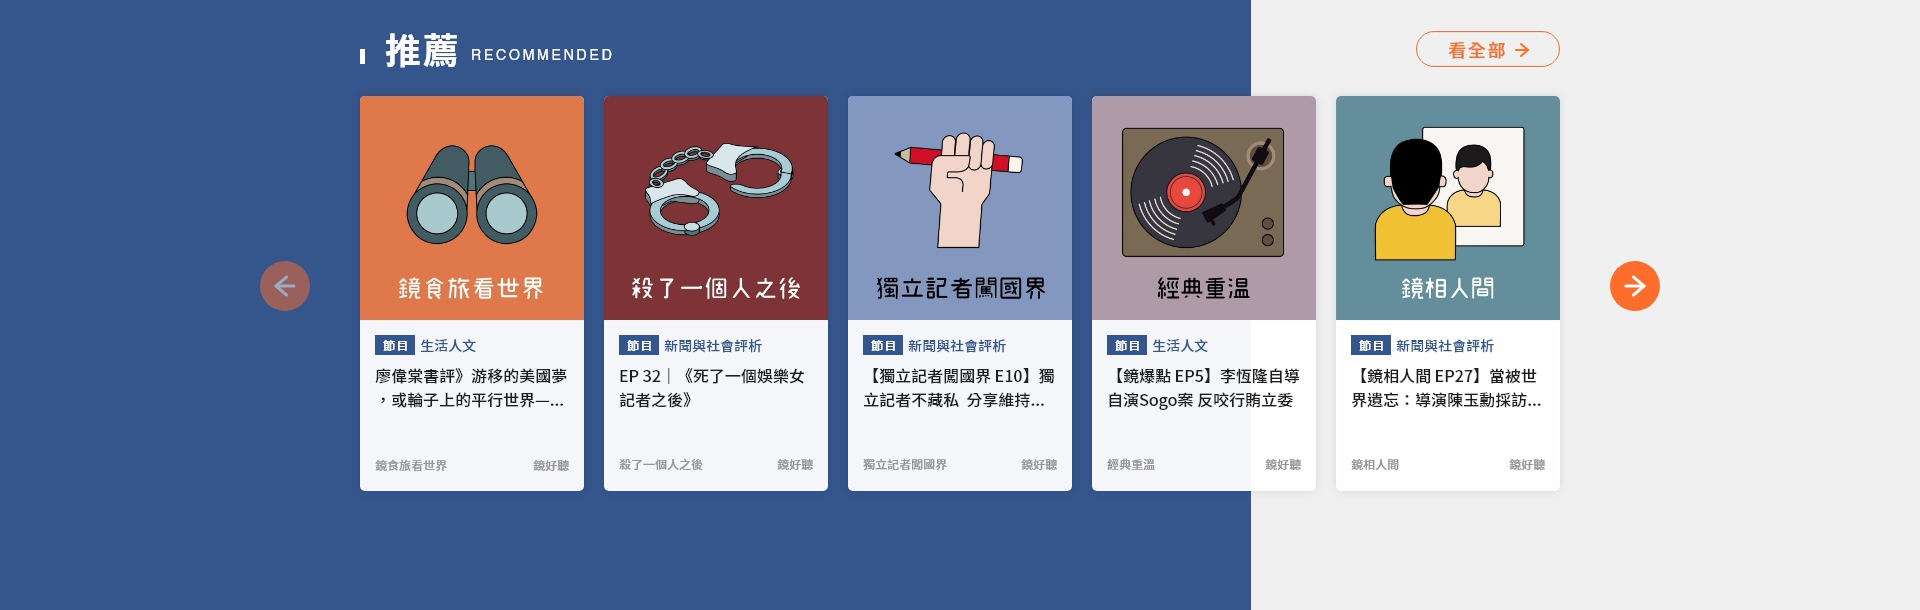 推薦 RECOMMENDED
看全部
鏡食旅看世界
節目 生活人文
廖偉棠書評》游移的美國夢
，或輪子上的平行世界—...
鏡食旅看世界 鏡好聽
殺了一個人之後
節目 新聞與社會評析
EP 32｜《死了一個娛樂女
記者之後》
殺了一個人之後 鏡好聽
獨立記者闖國界
節目 新聞與社會評析
【獨立記者闖國界 E10】獨
立記者不藏私 分享維持...
獨立記者闖國界 鏡好聽
經典重溫
節目 生活人文
【鏡爆點 EP5】李恆隆自導
自演Sogo案 反咬行賄立委
經典重溫 鏡好聽
鏡相人間
節目 新聞與社會評析
【鏡相人間 EP27】當被世
界遺忘：導演陳玉勳採訪...
鏡相人間 鏡好聽